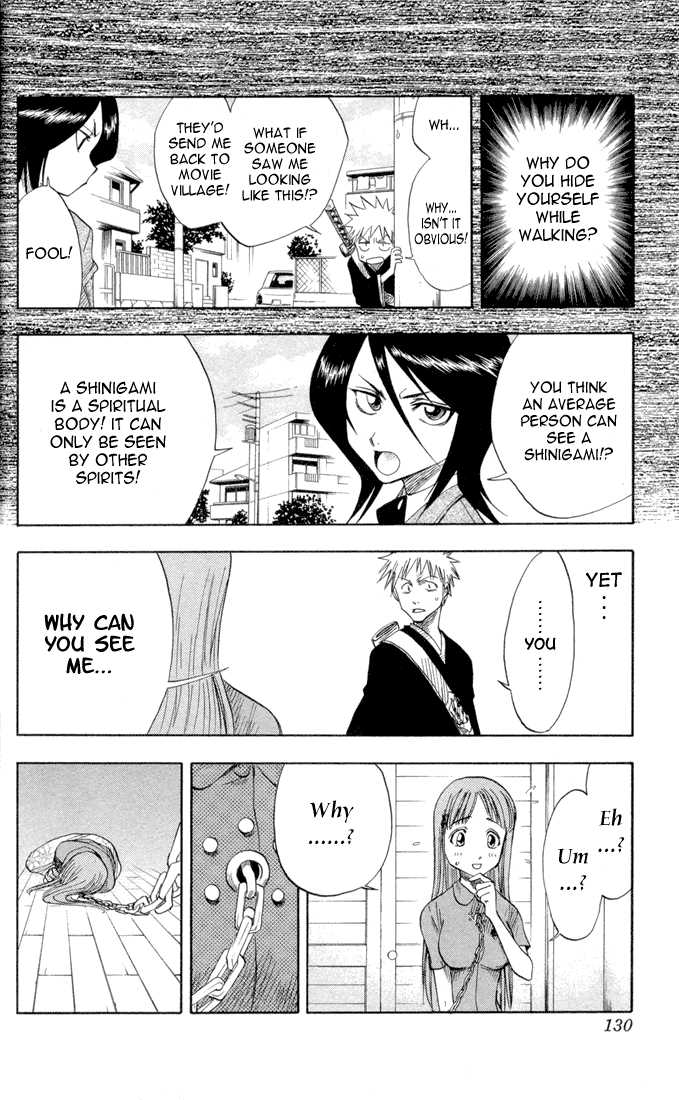 WHY DO
YOU HIDE
YOURSELF
WHILE
WALKING?
WH...
WHY...
ISN'T IT
OBVIOUS!
WHAT IF
SOMEONE
SAW ME
LOOKING
LIKE THIS!?
THEY'D
SEND ME
BACK TO
MOVIE
VILLAGE!
FOOL!
YOU THINK
AN AVERAGE
PERSON CAN
SEE A
SHINIGAMI!?
A SHINIGAMI
IS A SPIRITUAL
BODY! IT CAN
ONLY BE SEEN
BY OTHER
SPIRITS!
YET
...
........
YOU
........
WHY CAN
YOU SEE
ME...
Eh
...?
Um
...?
Why
......?
130